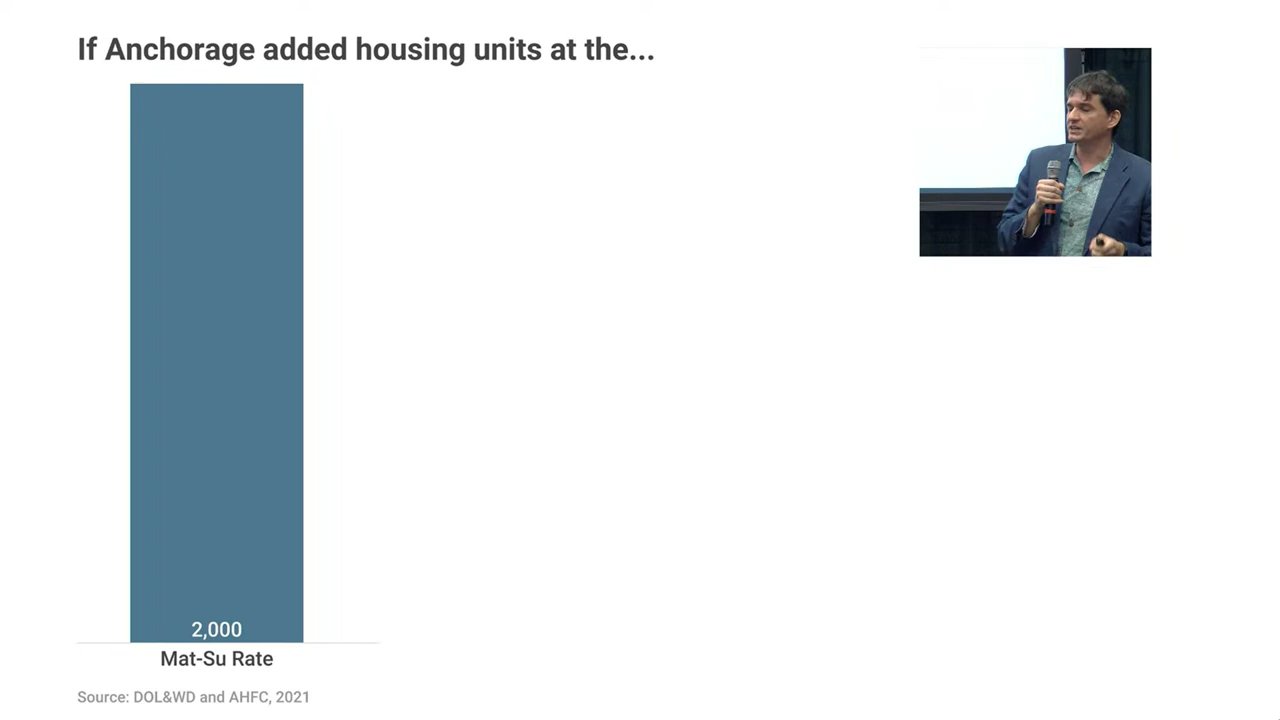 If Anchorage added housing units at the...
2,000
Mat-Su Rate
Source: DOL&WD and AHFC, 2021